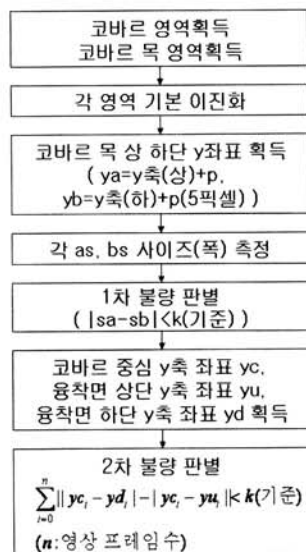 코바르 영역획득
코바르 목 영역획득
각 영역 기본 이진화
코바르 목 상 하단 y좌표 획득
( ya=y축(상)+p,
yb=y축(하)+p(5픽셀) )
각 as, bs 사이즈(폭) 측정
1차 불량 판별
( |sa-sb|<k(기준) )
코바르 중심 y축 좌표 yc,
융착면 상단 y축 좌표 yu,
융착면 하단 y축 좌표 yd 획득
2차 불량 판별
n
∑|| yc_i - yd_i | - | yc_i - yu_i ||< k(기준)
i=0
(n:영상 프레임수)